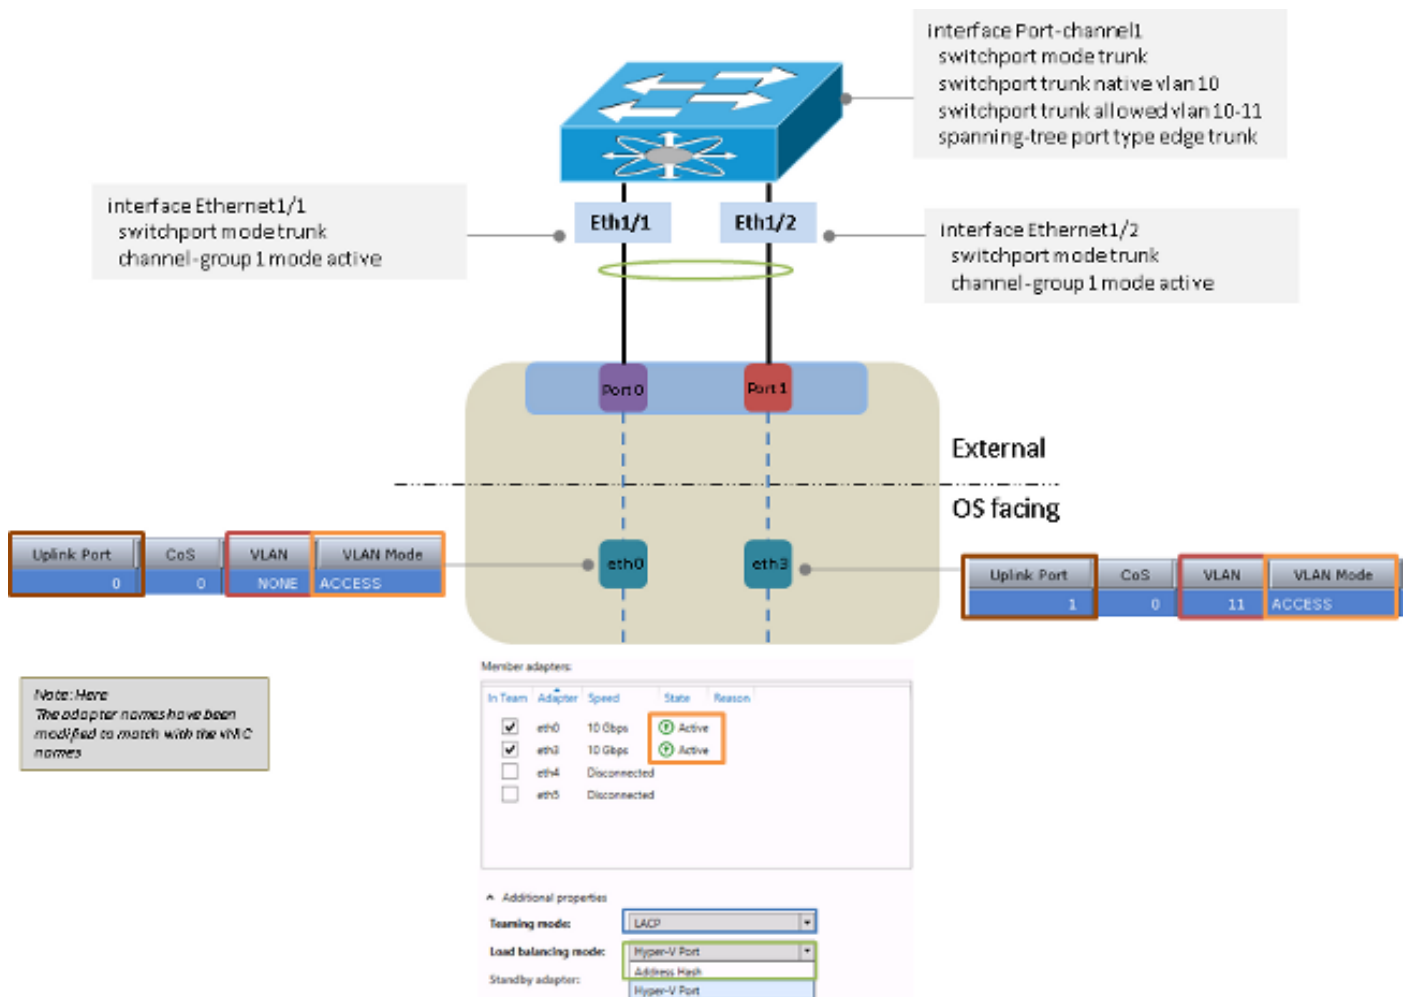 interface Port-channel1
switchport mode trunk
switchport trunk native vlan 10
switchport trunk allowed vlan 10-11
spanning-tree port type edge trunk
interface Ethernet1/1
switchport mode trunk
channel-group 1 mode active
Eth1/1
Eth1/2
interface Ethernet1/2
switchport mode trunk
channel-group 1 mode active
Port 0
Port 1
External
OS facing
Uplink Port CoS VLAN VLAN Mode
0 0 NONE ACCESS
eth0
eth3
Uplink Port CoS VLAN VLAN Mode
1 0 11 ACCESS
Note: Here
The adapter names have been
modified to match with the vNIC
names
Member adapters:
In Team Adapter Speed State Reason
eth0 10 Gbps Active
eth3 10 Gbps Active
eth4 Disconnected
eth5 Disconnected
Additional properties
Teaming mode: LACP
Load balancing mode: Hyper-V Port
Address Hash
Standby adapter: Hyper-V Port